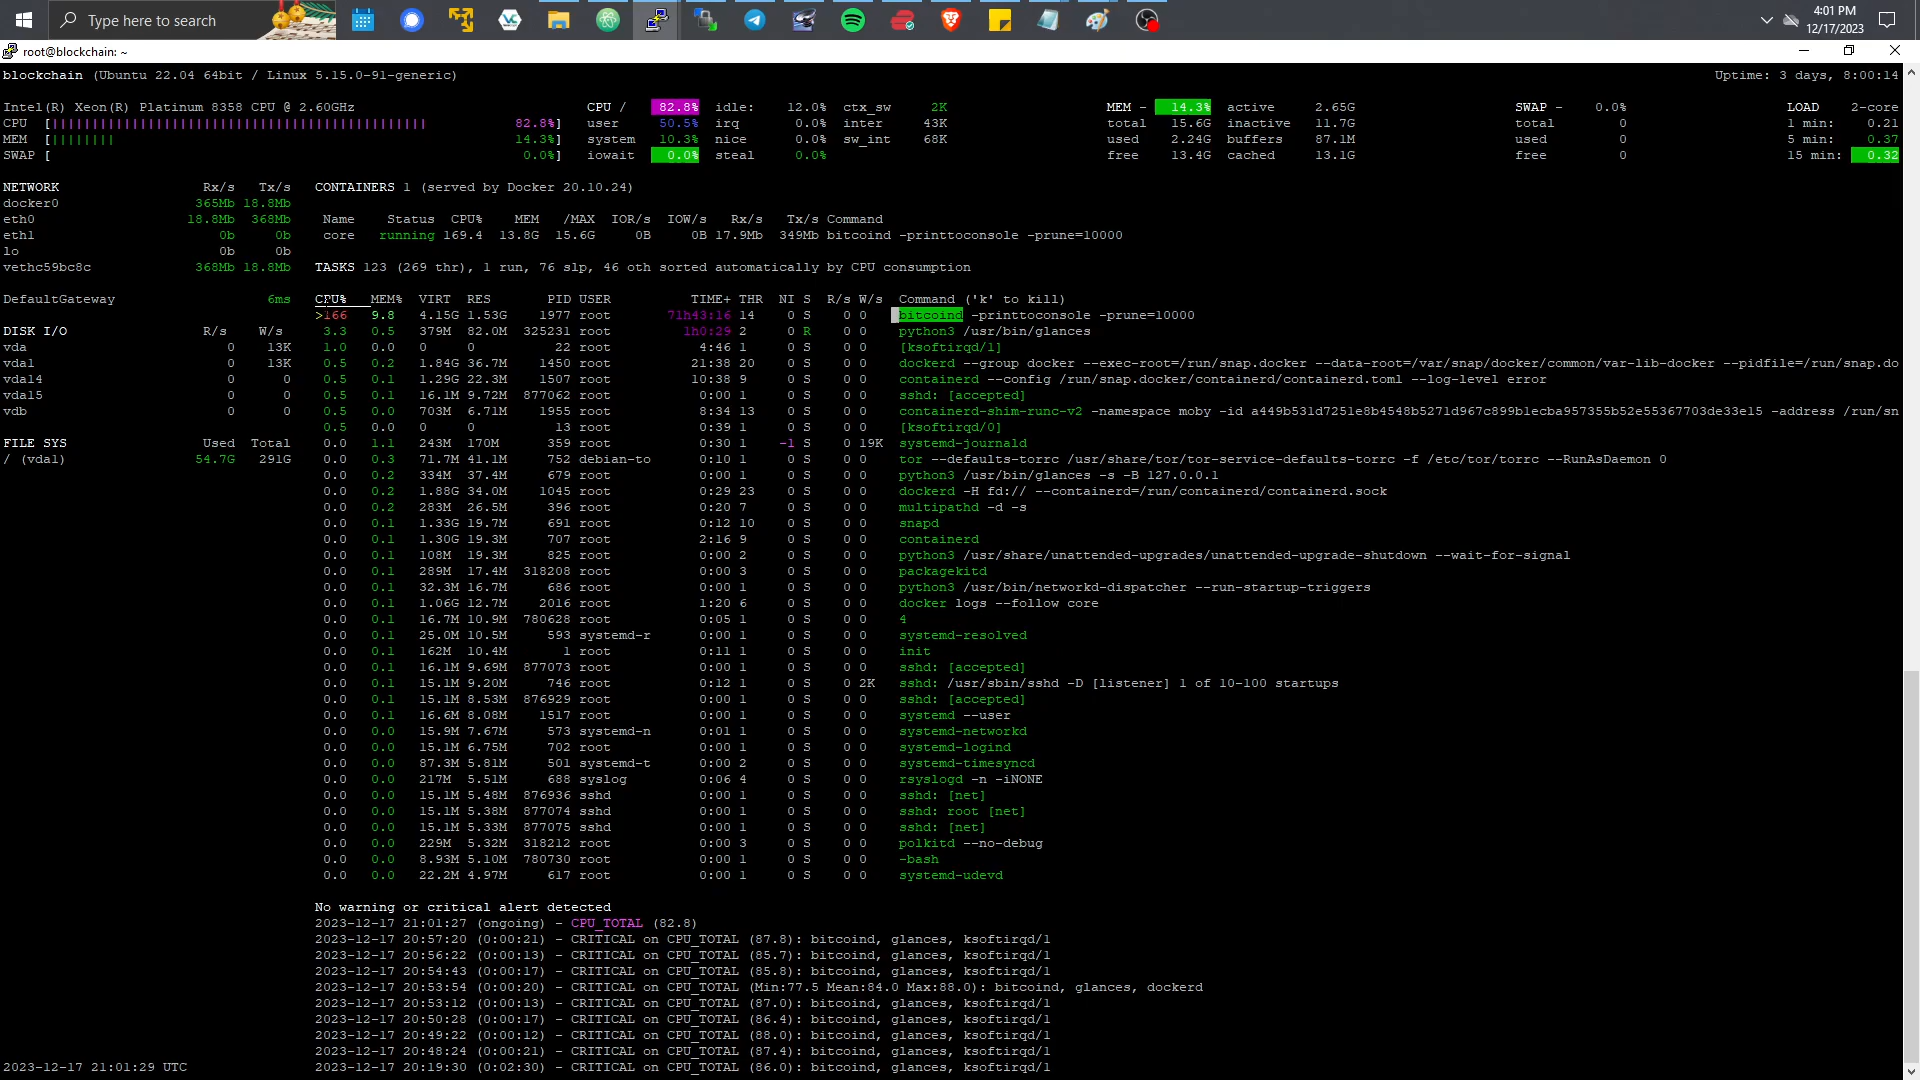 Type here to search
4:01 PM
12/17/2023
root@blockchain: ~
blockchain (Ubuntu 22.04 64bit / Linux 5.15.0-91-generic) Uptime: 3 days, 8:00:14
Intel(R) Xeon(R) Platinum 8358 CPU @ 2.60GHz CPU / 82.8% idle: 12.0% ctx_sw 2K MEM - 14.3% active 2.65G SWAP - 0.0% LOAD 2-core
CPU [||||||||||||||||||||||||||||||||||||||||||||||| 82.8%] user 50.5% irq 0.0% inter 43K total 15.6G inactive 11.7G total 0 1 min: 0.21
MEM [|||||||| 14.3%] system 10.3% nice 0.0% sw_int 68K used 2.24G buffers 87.1M used 0 5 min: 0.37
SWAP [ 0.0%] iowait 0.0% steal 0.0% free 13.4G cached 13.1G free 0 15 min: 0.32
NETWORK Rx/s Tx/s CONTAINERS 1 (served by Docker 20.10.24)
docker0 365Mb 18.8Mb
eth0 18.8Mb 368Mb Name Status CPU% MEM /MAX IOR/s IOW/s Rx/s Tx/s Command
eth1 0b 0b core running 169.4 13.8G 15.6G 0B 0B 17.9Mb 349Mb bitcoind -printtoconsole -prune=10000
lo 0b 0b
vethc59bc8c 368Mb 18.8Mb TASKS 123 (269 thr), 1 run, 76 slp, 46 oth sorted automatically by CPU consumption
DefaultGateway 6ms CPU% MEM% VIRT RES PID USER TIME+ THR NI S R/s W/s Command ('k' to kill)
>166 9.8 4.15G 1.53G 1977 root 71h43:16 14 0 S 0 0 bitcoind -printtoconsole -prune=10000
DISK I/O R/s W/s 3.3 0.5 379M 82.0M 325231 root 1h0:29 2 0 R 0 0 python3 /usr/bin/glances
vda 0 13K 1.0 0.0 0 0 22 root 4:46 1 0 S 0 0 [ksoftirqd/1]
vda1 0 13K 0.5 0.2 1.84G 36.7M 1450 root 21:38 20 0 S 0 0 dockerd --group docker --exec-root=/run/snap.docker --data-root=/var/snap/docker/common/var-lib-docker --pidfile=/run/snap.do
vda14 0 0 0.5 0.1 1.29G 22.3M 1507 root 10:38 9 0 S 0 0 containerd --config /run/snap.docker/containerd/containerd.toml --log-level error
vda15 0 0 0.5 0.1 16.1M 9.72M 877062 root 0:00 1 0 S 0 0 sshd: [accepted]
vdb 0 0 0.5 0.0 703M 6.71M 1955 root 8:34 13 0 S 0 0 containerd-shim-runc-v2 -namespace moby -id a449b531d7251e8b4548b5271d967c899b1ecba957355b52e55367703de33e15 -address /run/sn
0.5 0.0 0 0 13 root 0:39 1 0 S 0 0 [ksoftirqd/0]
FILE SYS Used Total 0.0 1.1 243M 170M 359 root 0:30 1 -1 S 0 19K systemd-journald
/ (vda1) 54.7G 291G 0.0 0.3 71.7M 41.1M 752 debian-to 0:10 1 0 S 0 0 tor --defaults-torrc /usr/share/tor/tor-service-defaults-torrc -f /etc/tor/torrc --RunAsDaemon 0
0.0 0.2 334M 37.4M 679 root 0:00 1 0 S 0 0 python3 /usr/bin/glances -s -B 127.0.0.1
0.0 0.2 1.88G 34.0M 1045 root 0:29 23 0 S 0 0 dockerd -H fd:// --containerd=/run/containerd/containerd.sock
0.0 0.2 283M 26.5M 396 root 0:20 7 0 S 0 0 multipathd -d -s
0.0 0.1 1.33G 19.7M 691 root 0:12 10 0 S 0 0 snapd
0.0 0.1 1.30G 19.3M 707 root 2:16 9 0 S 0 0 containerd
0.0 0.1 108M 19.3M 825 root 0:00 2 0 S 0 0 python3 /usr/share/unattended-upgrades/unattended-upgrade-shutdown --wait-for-signal
0.0 0.1 289M 17.4M 318208 root 0:00 3 0 S 0 0 packagekitd
0.0 0.1 32.3M 16.7M 686 root 0:00 1 0 S 0 0 python3 /usr/bin/networkd-dispatcher --run-startup-triggers
0.0 0.1 1.06G 12.7M 2016 root 1:20 6 0 S 0 0 docker logs --follow core
0.0 0.1 16.7M 10.9M 780628 root 0:05 1 0 S 0 0 4
0.0 0.1 25.0M 10.5M 593 systemd-r 0:00 1 0 S 0 0 systemd-resolved
0.0 0.1 162M 10.4M 1 root 0:11 1 0 S 0 0 init
0.0 0.1 16.1M 9.69M 877073 root 0:00 1 0 S 0 0 sshd: [accepted]
0.0 0.1 15.1M 9.20M 746 root 0:12 1 0 S 0 2K sshd: /usr/sbin/sshd -D [listener] 1 of 10-100 startups
0.0 0.1 15.1M 8.53M 876929 root 0:00 1 0 S 0 0 sshd: [accepted]
0.0 0.1 16.6M 8.08M 1517 root 0:00 1 0 S 0 0 systemd --user
0.0 0.0 15.9M 7.67M 573 systemd-n 0:01 1 0 S 0 0 systemd-networkd
0.0 0.0 15.1M 6.75M 702 root 0:00 1 0 S 0 0 systemd-logind
0.0 0.0 87.3M 5.81M 501 systemd-t 0:00 2 0 S 0 0 systemd-timesyncd
0.0 0.0 217M 5.51M 688 syslog 0:06 4 0 S 0 0 rsyslogd -n -iNONE
0.0 0.0 15.1M 5.48M 876936 sshd 0:00 1 0 S 0 0 sshd: [net]
0.0 0.0 15.1M 5.38M 877074 sshd 0:00 1 0 S 0 0 sshd: root [net]
0.0 0.0 15.1M 5.33M 877075 sshd 0:00 1 0 S 0 0 sshd: [net]
0.0 0.0 229M 5.32M 318212 root 0:00 3 0 S 0 0 polkitd --no-debug
0.0 0.0 8.93M 5.10M 780730 root 0:00 1 0 S 0 0 -bash
0.0 0.0 22.2M 4.97M 617 root 0:00 1 0 S 0 0 systemd-udevd
No warning or critical alert detected
2023-12-17 21:01:27 (ongoing) - CPU_TOTAL (82.8)
2023-12-17 20:57:20 (0:00:21) - CRITICAL on CPU_TOTAL (87.8): bitcoind, glances, ksoftirqd/1
2023-12-17 20:56:22 (0:00:13) - CRITICAL on CPU_TOTAL (85.7): bitcoind, glances, ksoftirqd/1
2023-12-17 20:54:43 (0:00:17) - CRITICAL on CPU_TOTAL (85.8): bitcoind, glances, ksoftirqd/1
2023-12-17 20:53:54 (0:00:20) - CRITICAL on CPU_TOTAL (Min:77.5 Mean:84.0 Max:88.0): bitcoind, glances, dockerd
2023-12-17 20:53:12 (0:00:13) - CRITICAL on CPU_TOTAL (87.0): bitcoind, glances, ksoftirqd/1
2023-12-17 20:50:28 (0:00:17) - CRITICAL on CPU_TOTAL (86.4): bitcoind, glances, ksoftirqd/1
2023-12-17 20:49:22 (0:00:12) - CRITICAL on CPU_TOTAL (88.0): bitcoind, glances, ksoftirqd/1
2023-12-17 20:48:24 (0:00:21) - CRITICAL on CPU_TOTAL (87.4): bitcoind, glances, ksoftirqd/1
2023-12-17 21:01:29 UTC 2023-12-17 20:19:30 (0:02:30) - CRITICAL on CPU_TOTAL (86.0): bitcoind, glances, ksoftirqd/1